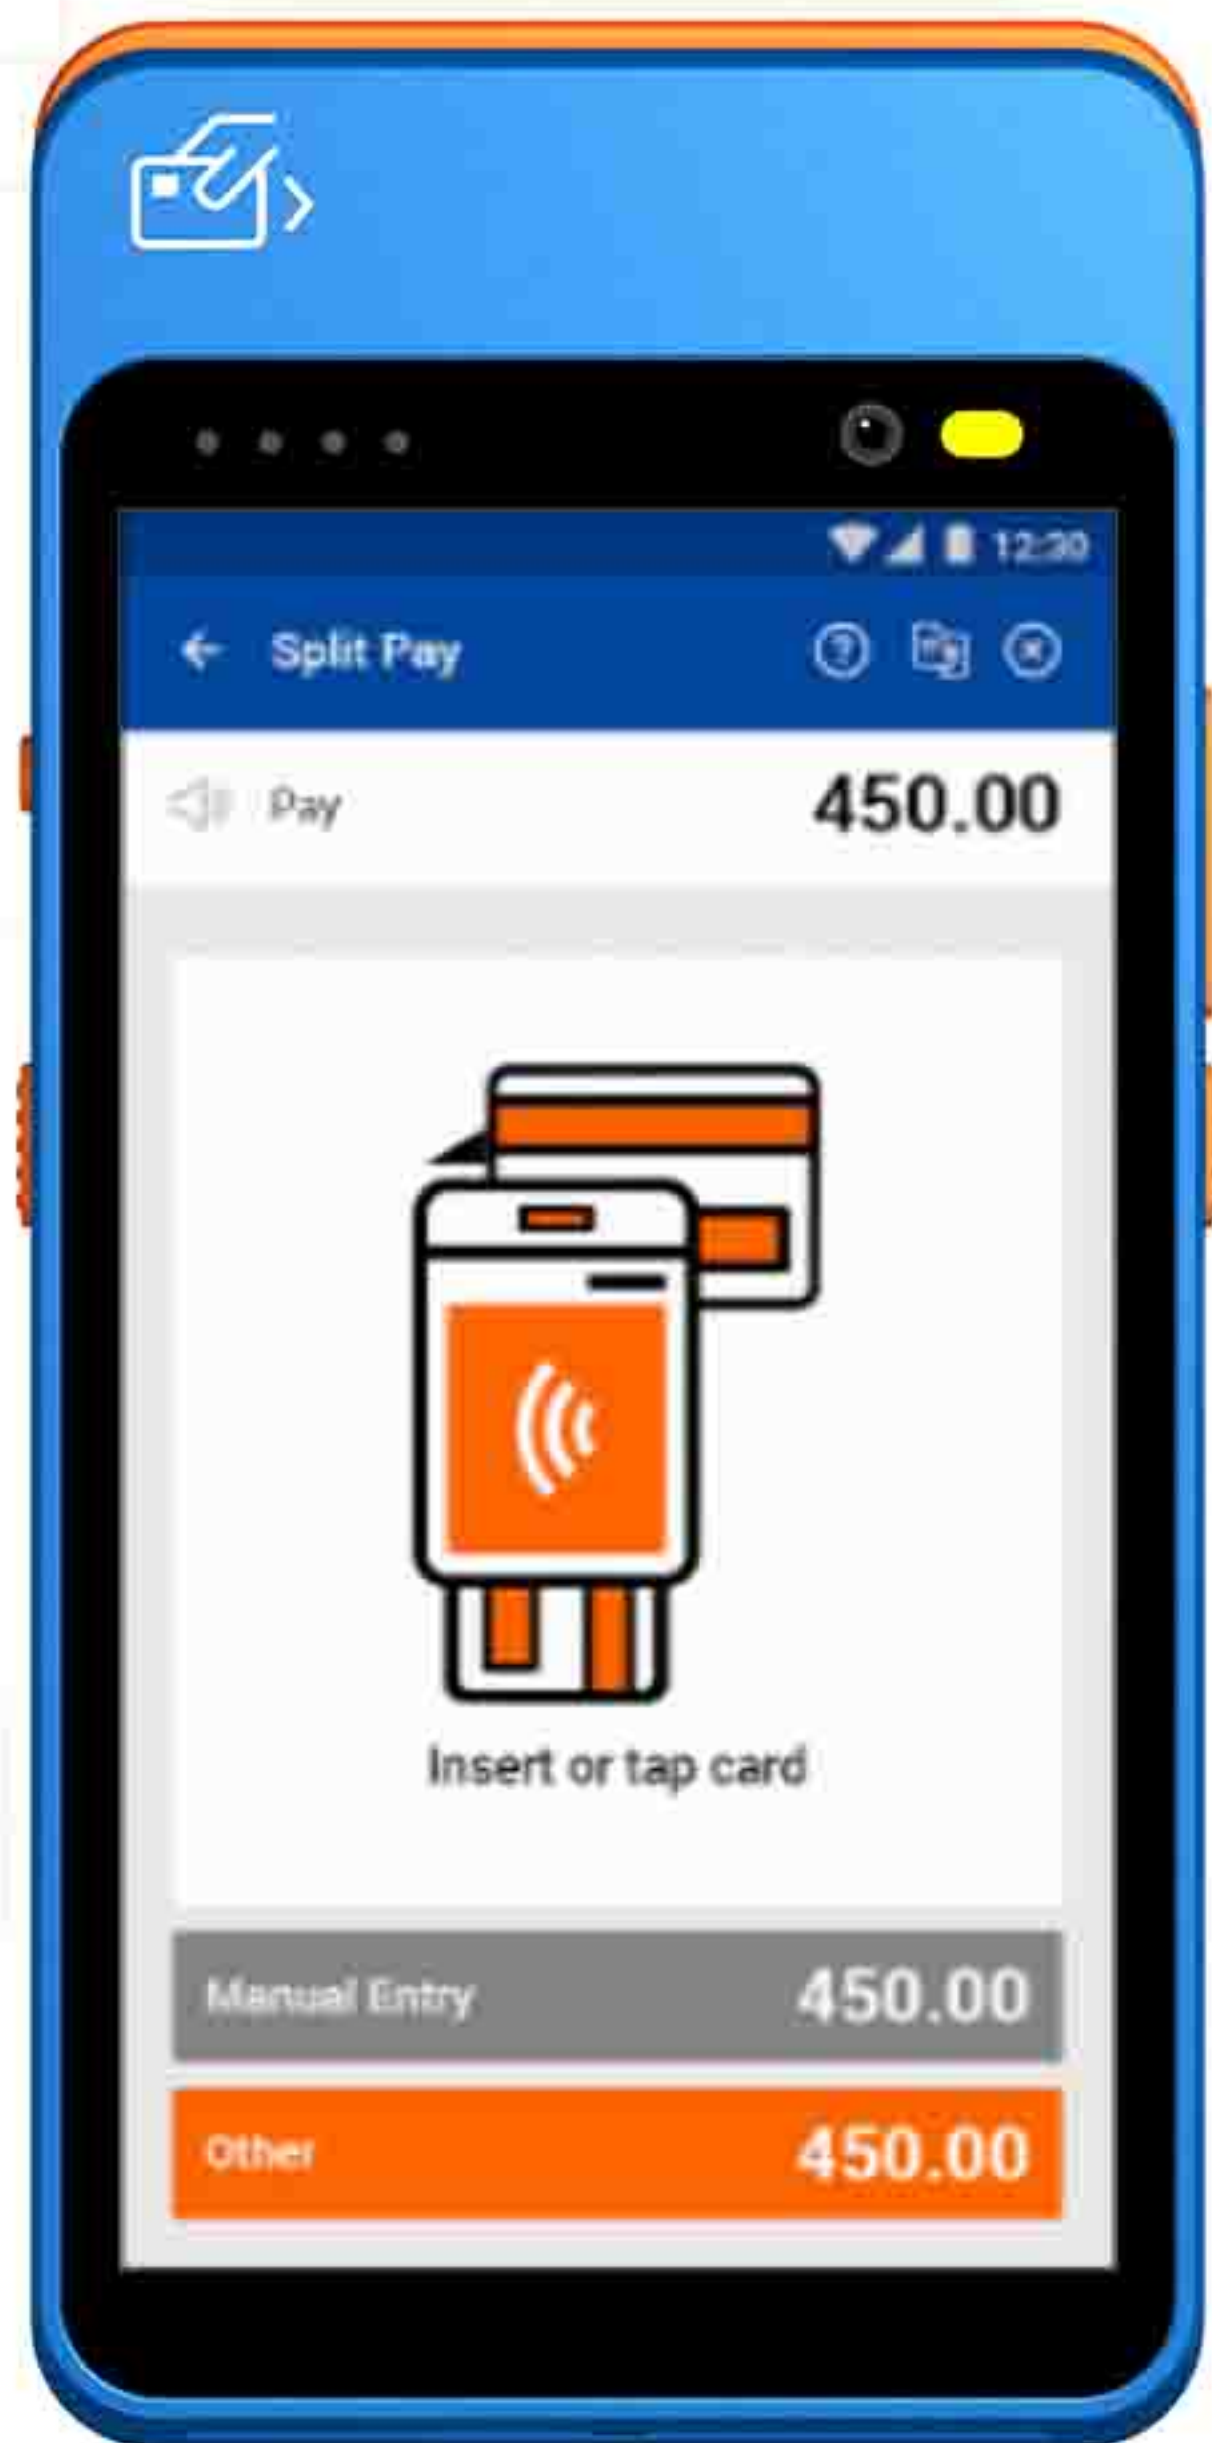 12:30
Split Pay
Pay 450.00
Insert or tap card
Manual Entry 450.00
Other 450.00